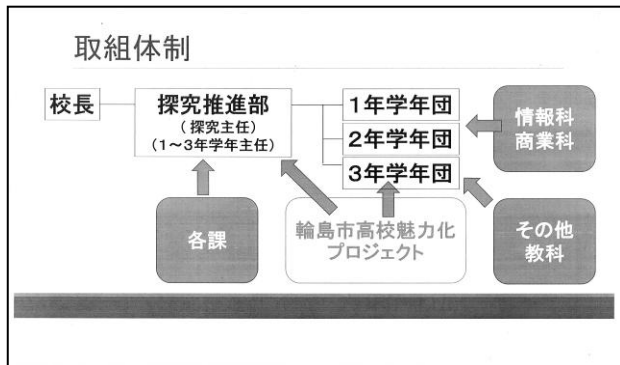 取組体制
校長
探究推進部
(探究主任)
(1～3年学年主任)
1年学年団
2年学年団
3年学年団
情報科
商業科
各課
輪島市高校魅力化
プロジェクト
その他
教科